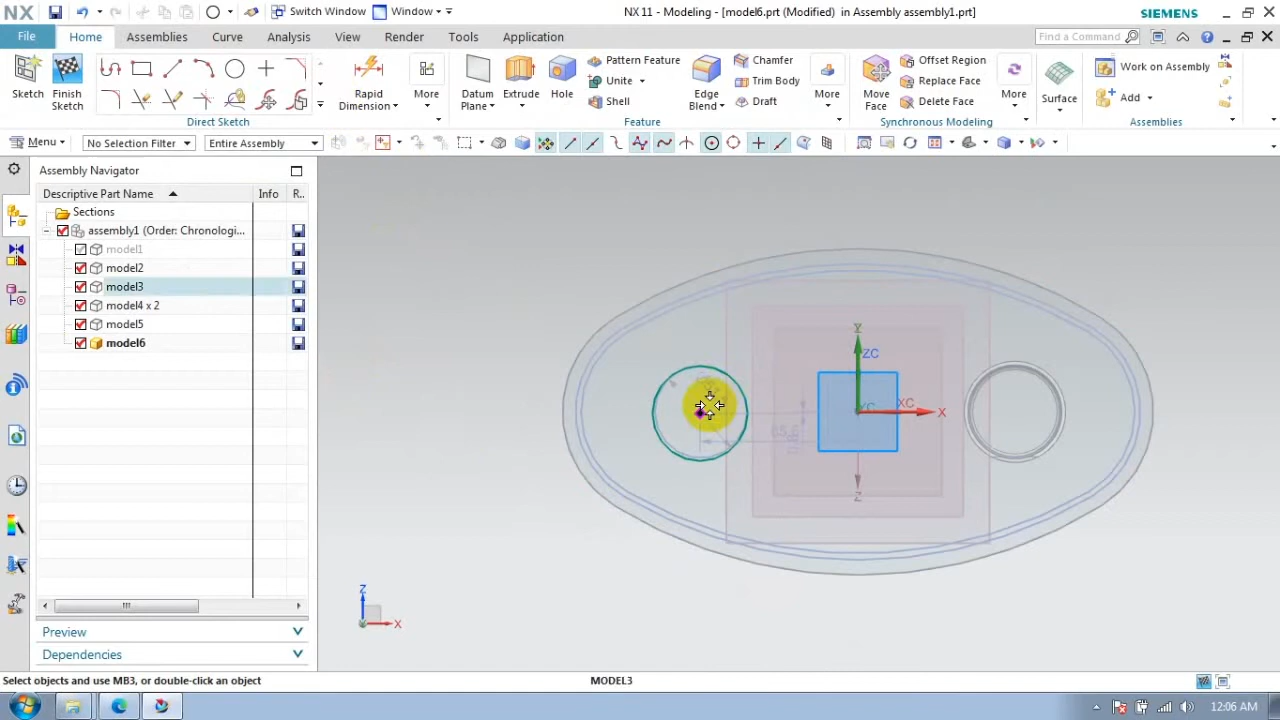 NX
Switch Window
Window
NX 11 - Modeling - [model6.prt (Modified)  in Assembly assembly1.prt]
SIEMENS
File
Home
Assemblies
Curve
Analysis
View
Render
Tools
Application
Find a Command
Sketch
Finish Sketch
Rapid Dimension
More
Datum Plane
Extrude
Hole
Pattern Feature
Unite
Shell
Edge Blend
Chamfer
Trim Body
Draft
More
Move Face
Offset Region
Replace Face
Delete Face
More
Surface
Work on Assembly
Add
Direct Sketch
Feature
Synchronous Modeling
Assemblies
Menu
No Selection Filter
Entire Assembly
Assembly Navigator
Descriptive Part Name
Info
R..
Sections
assembly1 (Order: Chronologi...
model1
model2
model3
model4 x 2
model5
model6
Preview
Dependencies
Y
ZC
YC
XC
X
Z
Z
X
Select objects and use MB3, or double-click an object
MODEL3
12:06 AM